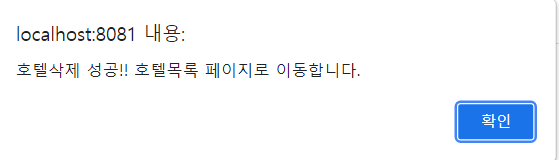 localhost:8081 내용:
호텔삭제 성공!! 호텔목록 페이지로 이동합니다.
확인